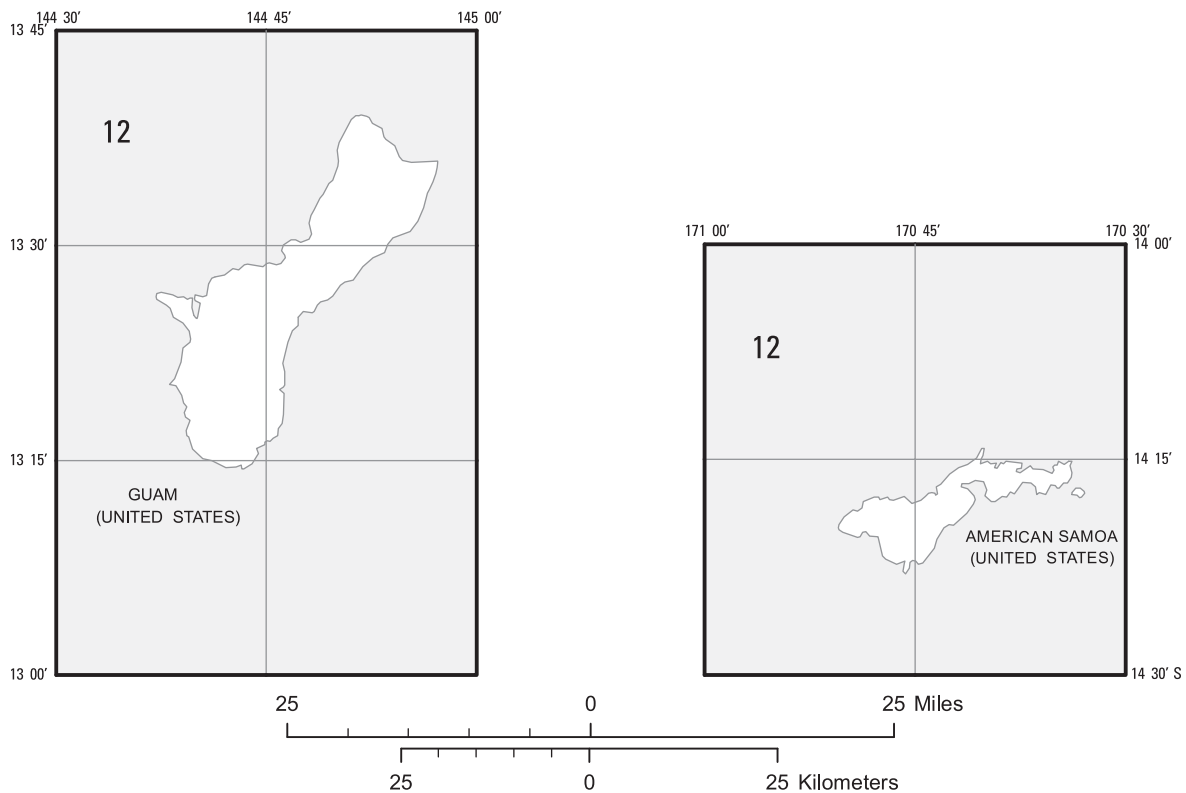 144 30′ 144 45′ 145 00′
13 45′
12
13 30′
13 15′
GUAM
(UNITED STATES)
13 00′
171 00′ 170 45′ 170 30′
14 00′
12
14 15′
AMERICAN SAMOA
(UNITED STATES)
14 30′ S
25 0 25 Miles
25 0 25 Kilometers